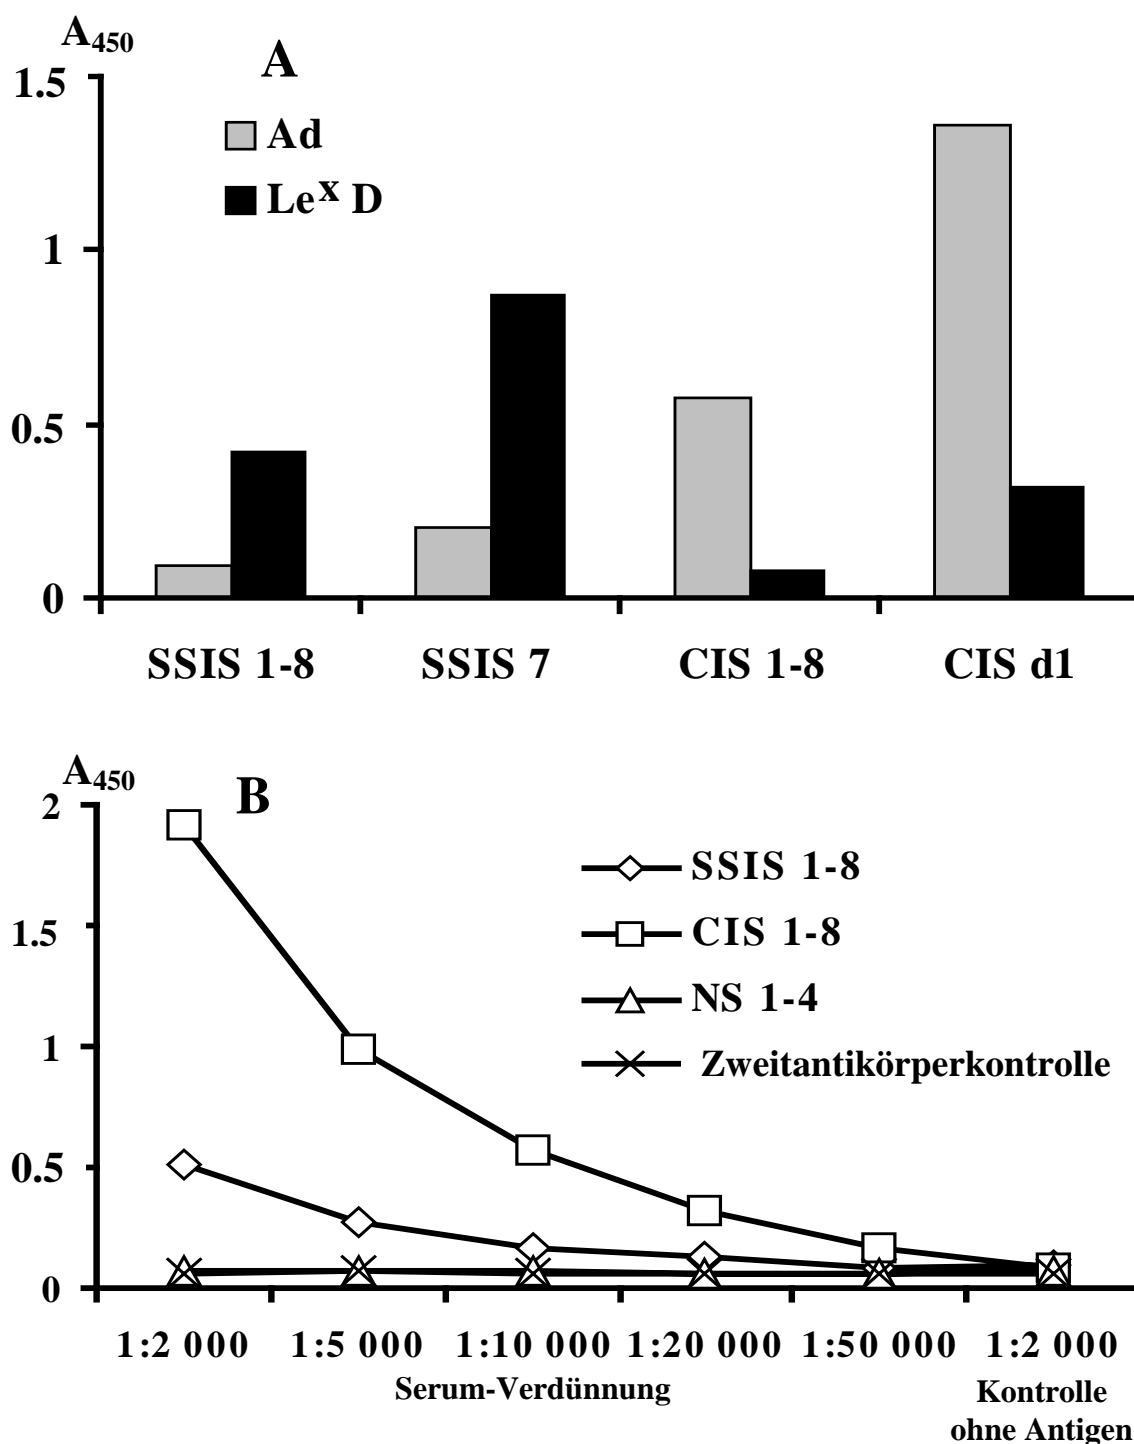 A450
A
1.5
Ad
Lex D
1
0.5
0
SSIS 1-8 SSIS 7 CIS 1-8 CIS d1
A450
B
2
SSIS 1-8
1.5
CIS 1-8
NS 1-4
1
Zweitantikörperkontrolle
0.5
0
1:2 000 1:5 000 1:10 000 1:20 000 1:50 000 1:2 000
Serum-Verdünnung
Kontrolle
ohne Antigen